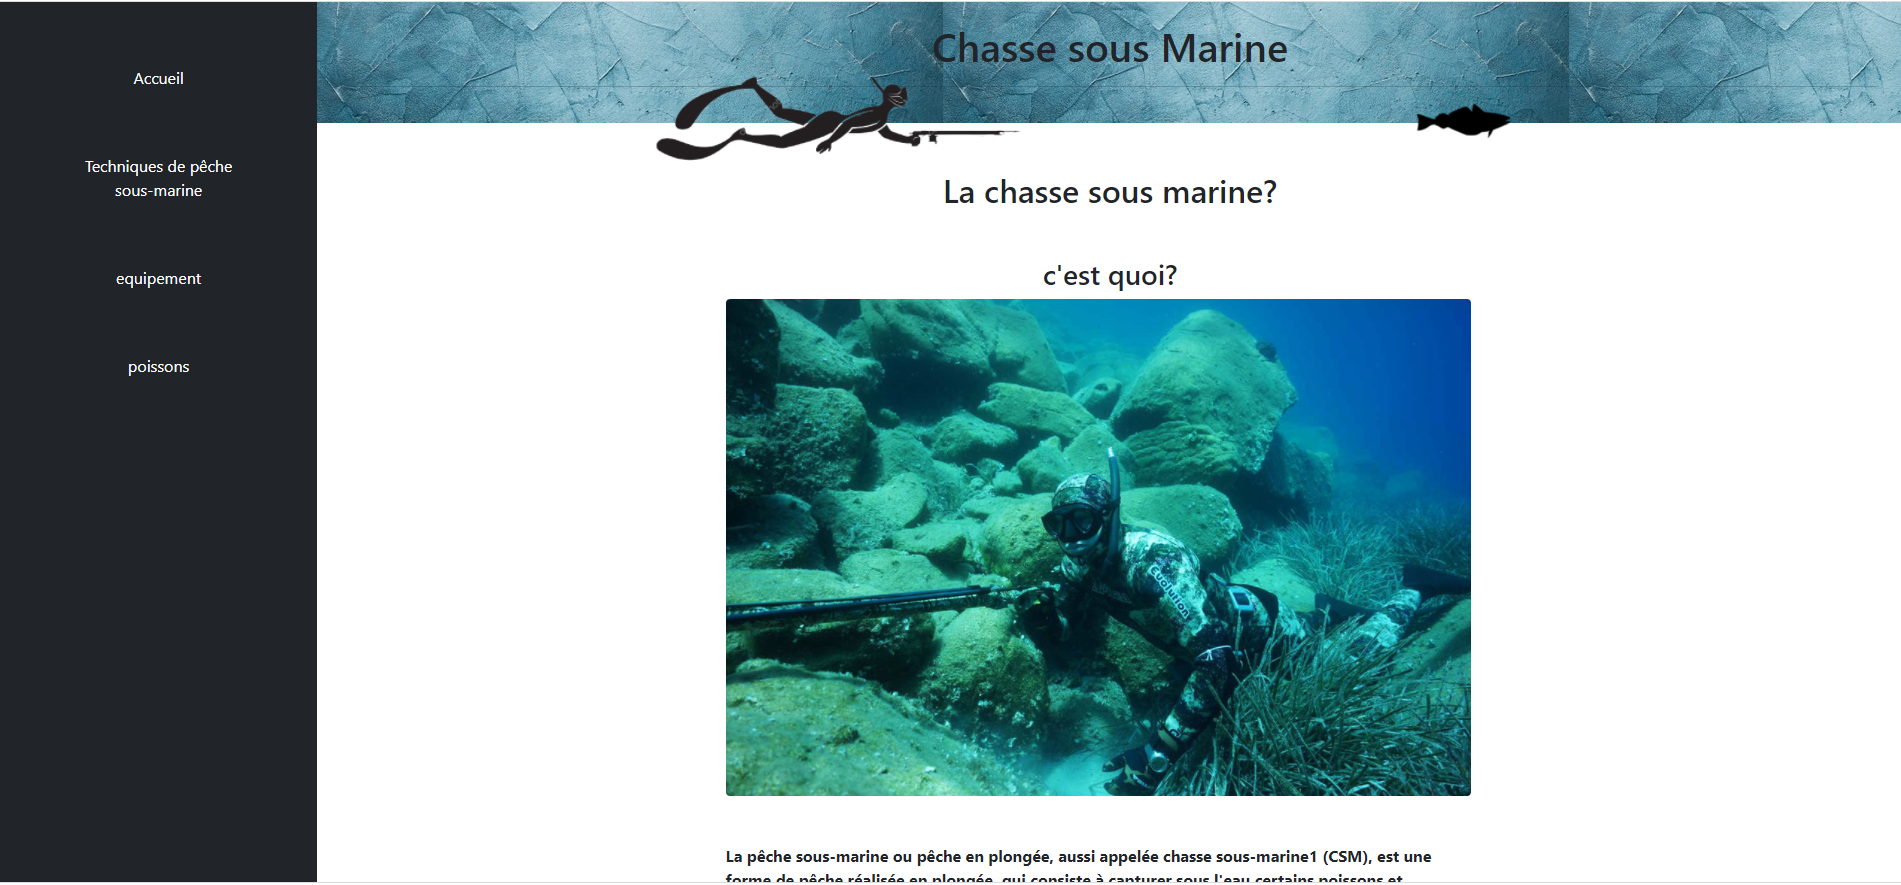 Accueil
Techniques de pêche
sous-marine
equipement
poissons
Chasse sous Marine
La chasse sous marine?
c'est quoi?
Evolution
La pêche sous-marine ou pêche en plongée, aussi appelée chasse sous-marine1 (CSM), est une
forme de pêche réalisée en plongée, qui consiste à capturer sous l'eau certains poissons et